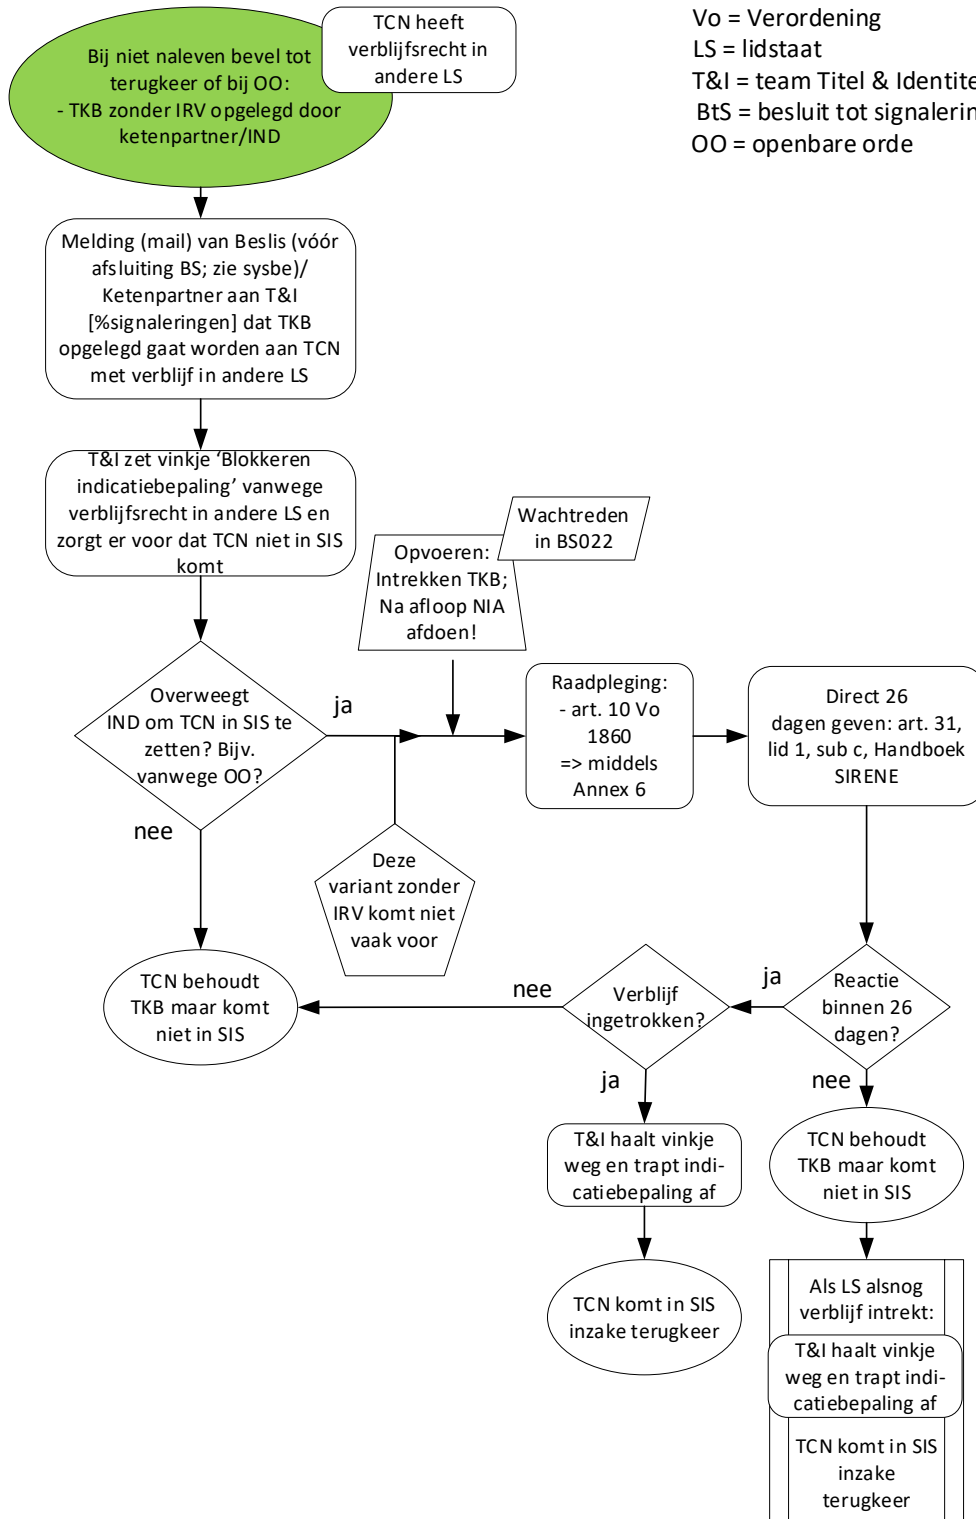 TCN heeft
verblijfsrecht in
andere LS
Bij niet naleven bevel tot
terugkeer of bij OO:
- TKB zonder IRV opgelegd door
ketenpartner/IND
Vo = Verordening
LS = lidstaat
T&I = team Titel & Identite
BtS = besluit tot signalerin
OO = openbare orde
Melding (mail) van Beslis (vóór
afsluiting BS; zie sysbe)/
Ketenpartner aan T&I
[%signaleringen] dat TKB
opgelegd gaat worden aan TCN
met verblijf in andere LS
T&I zet vinkje ‘Blokkeren
indicatiebepaling’ vanwege
verblijfsrecht in andere LS en
zorgt er voor dat TCN niet in SIS
komt
Wachtreden
in BS022
Opvoeren:
Intrekken TKB;
Na afloop NIA
afdoen!
Overweegt
IND om TCN in SIS te
zetten? Bijv.
vanwege OO?
ja
nee
Raadpleging:
- art. 10 Vo
1860
=> middels
Annex 6
Direct 26
dagen geven: art. 31,
lid 1, sub c, Handboek
SIRENE
Deze
variant zonder
IRV komt niet
vaak voor
TCN behoudt
TKB maar komt
niet in SIS
nee
Verblijf
ingetrokken?
ja
Reactie
binnen 26
dagen?
ja
nee
T&I haalt vinkje
weg en trapt indi-
catiebepaling af
TCN behoudt
TKB maar komt
niet in SIS
TCN komt in SIS
inzake terugkeer
Als LS alsnog
verblijf intrekt:
T&I haalt vinkje
weg en trapt indi-
catiebepaling af
TCN komt in SIS
inzake
terugkeer